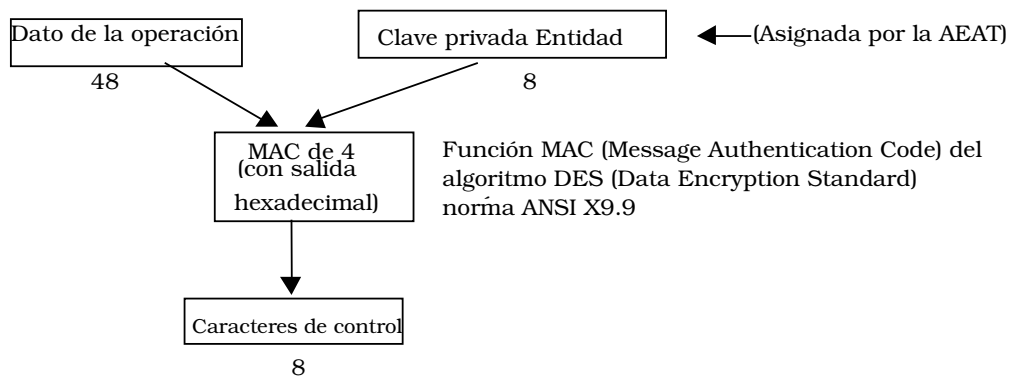 Dato de la operación
Clave privada Entidad
(Asignada por la AEAT)
48
8
MAC de 4
(con salida
hexadecimal)
Función MAC (Message Authentication Code) del
algoritmo DES (Data Encryption Standard)
norma ANSI X9.9
Caracteres de control
8